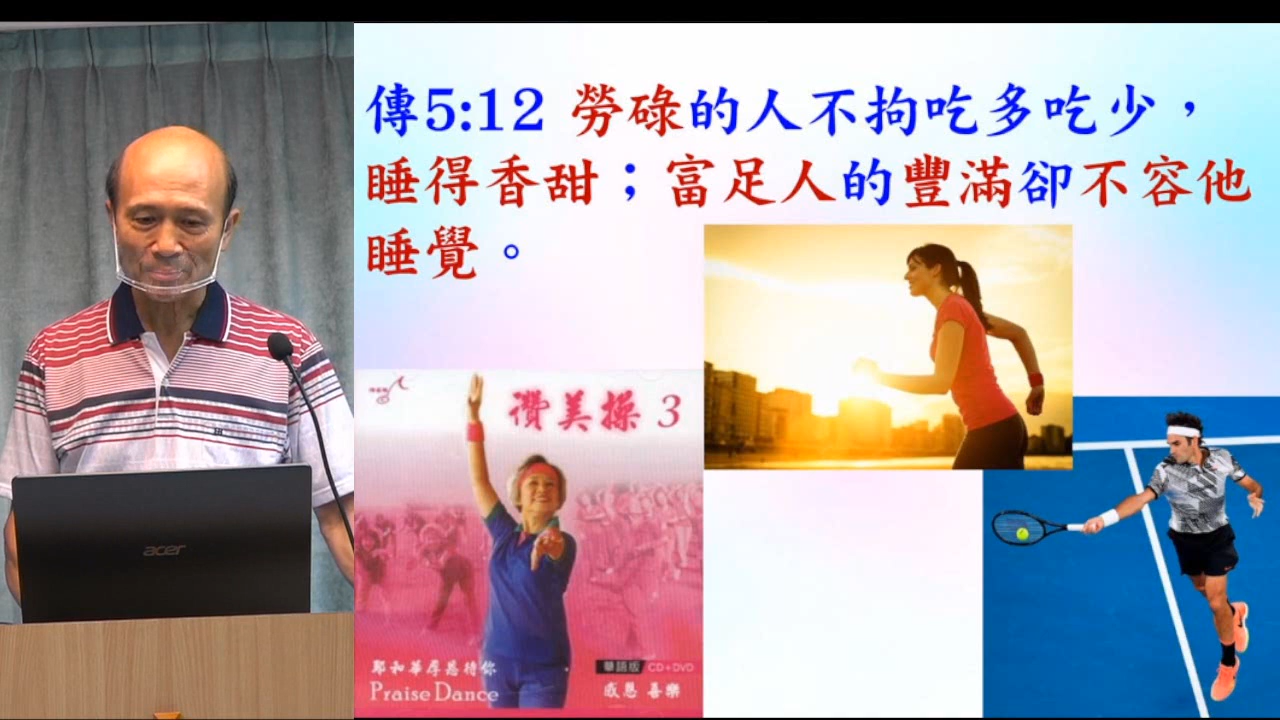 傳5:12 勞碌的人不拘吃多吃少，
睡得香甜；富足人的豐滿卻不容他
睡覺。
讚美操 3
耶和華厚恩待你
Praise Dance
華語版 CD+DVD
感恩 喜樂
acer